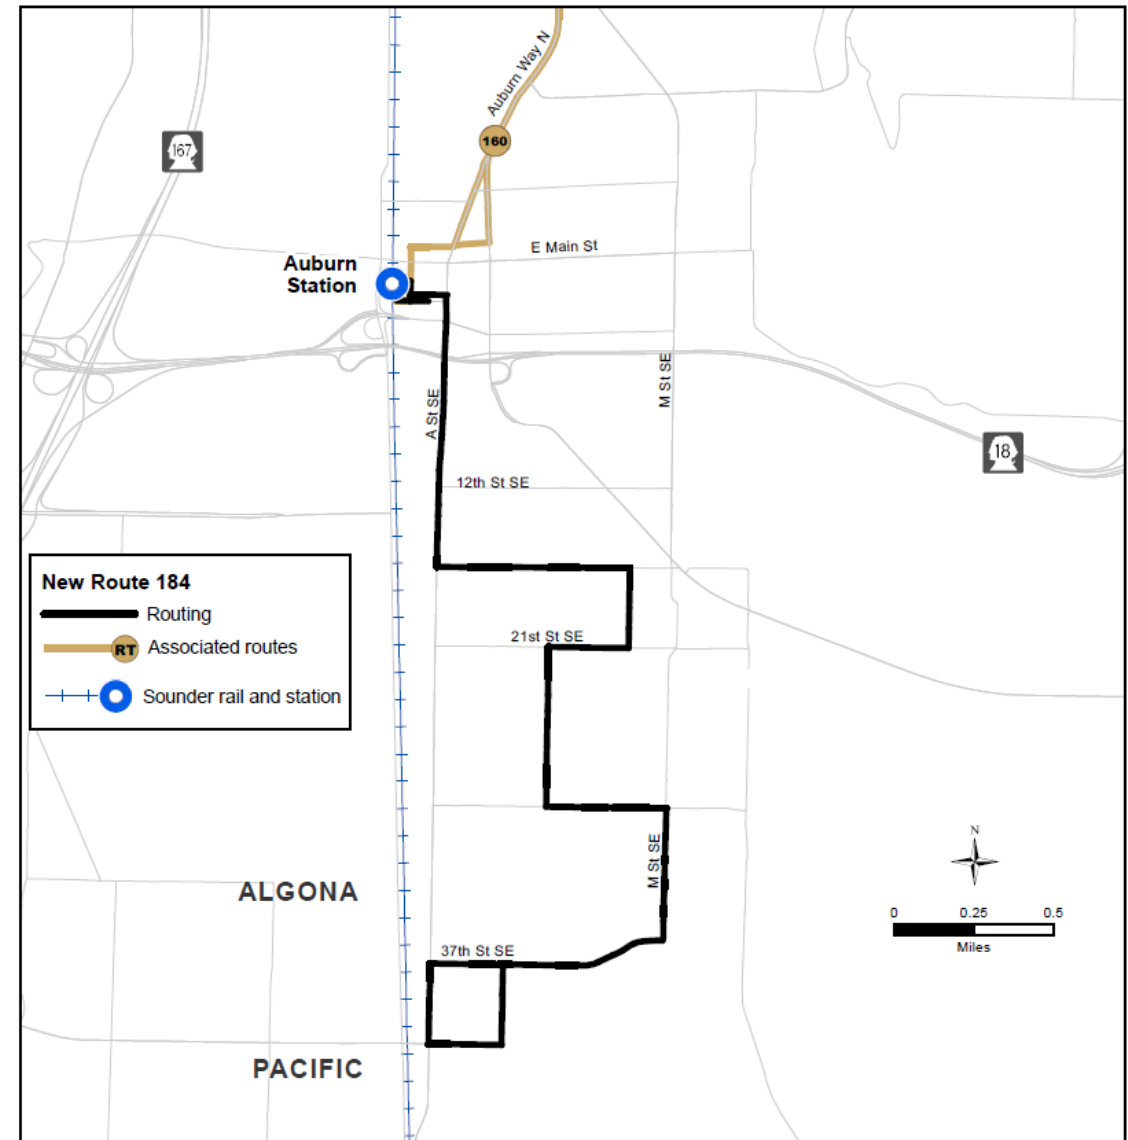 Auburn Way N
167
160
E Main St
Auburn
Station
M St SE
A St SE
18
12th St SE
New Route 184
Routing
RT Associated routes
Sounder rail and station
21st St SE
N
M St SE
ALGONA
0 0.25 0.5
Miles
37th St SE
PACIFIC